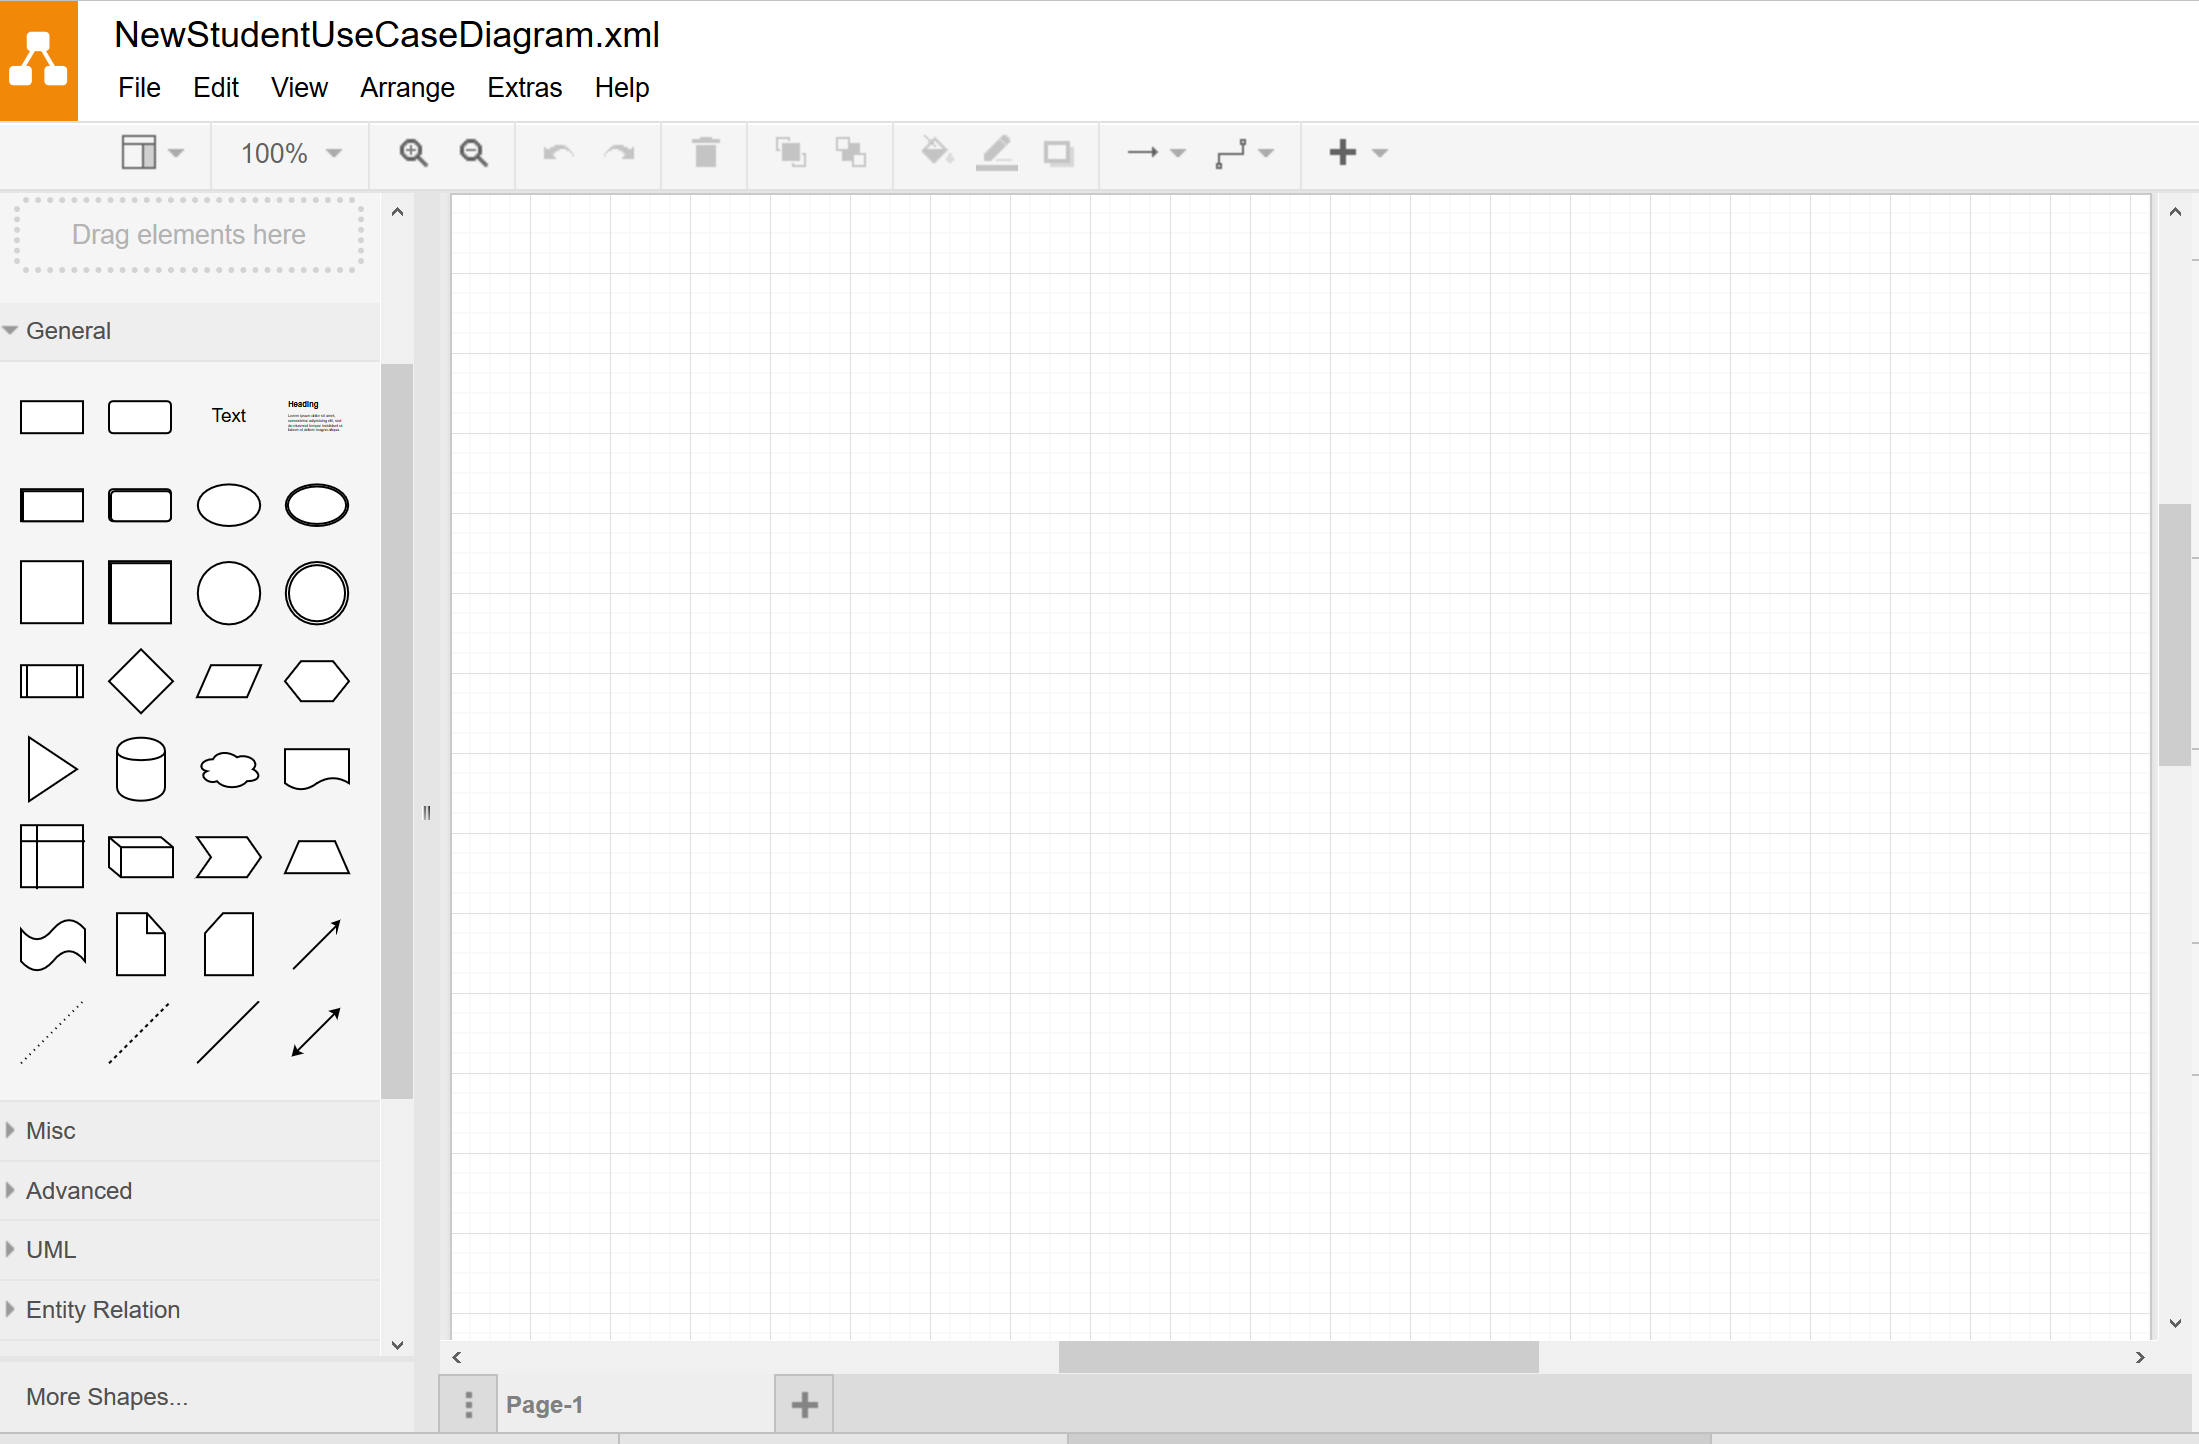 NewStudentUseCaseDiagram.xml
File Edit View Arrange Extras Help
100%
Drag elements here
General
Text
Heading
Misc
Advanced
UML
Entity Relation
More Shapes...
Page-1